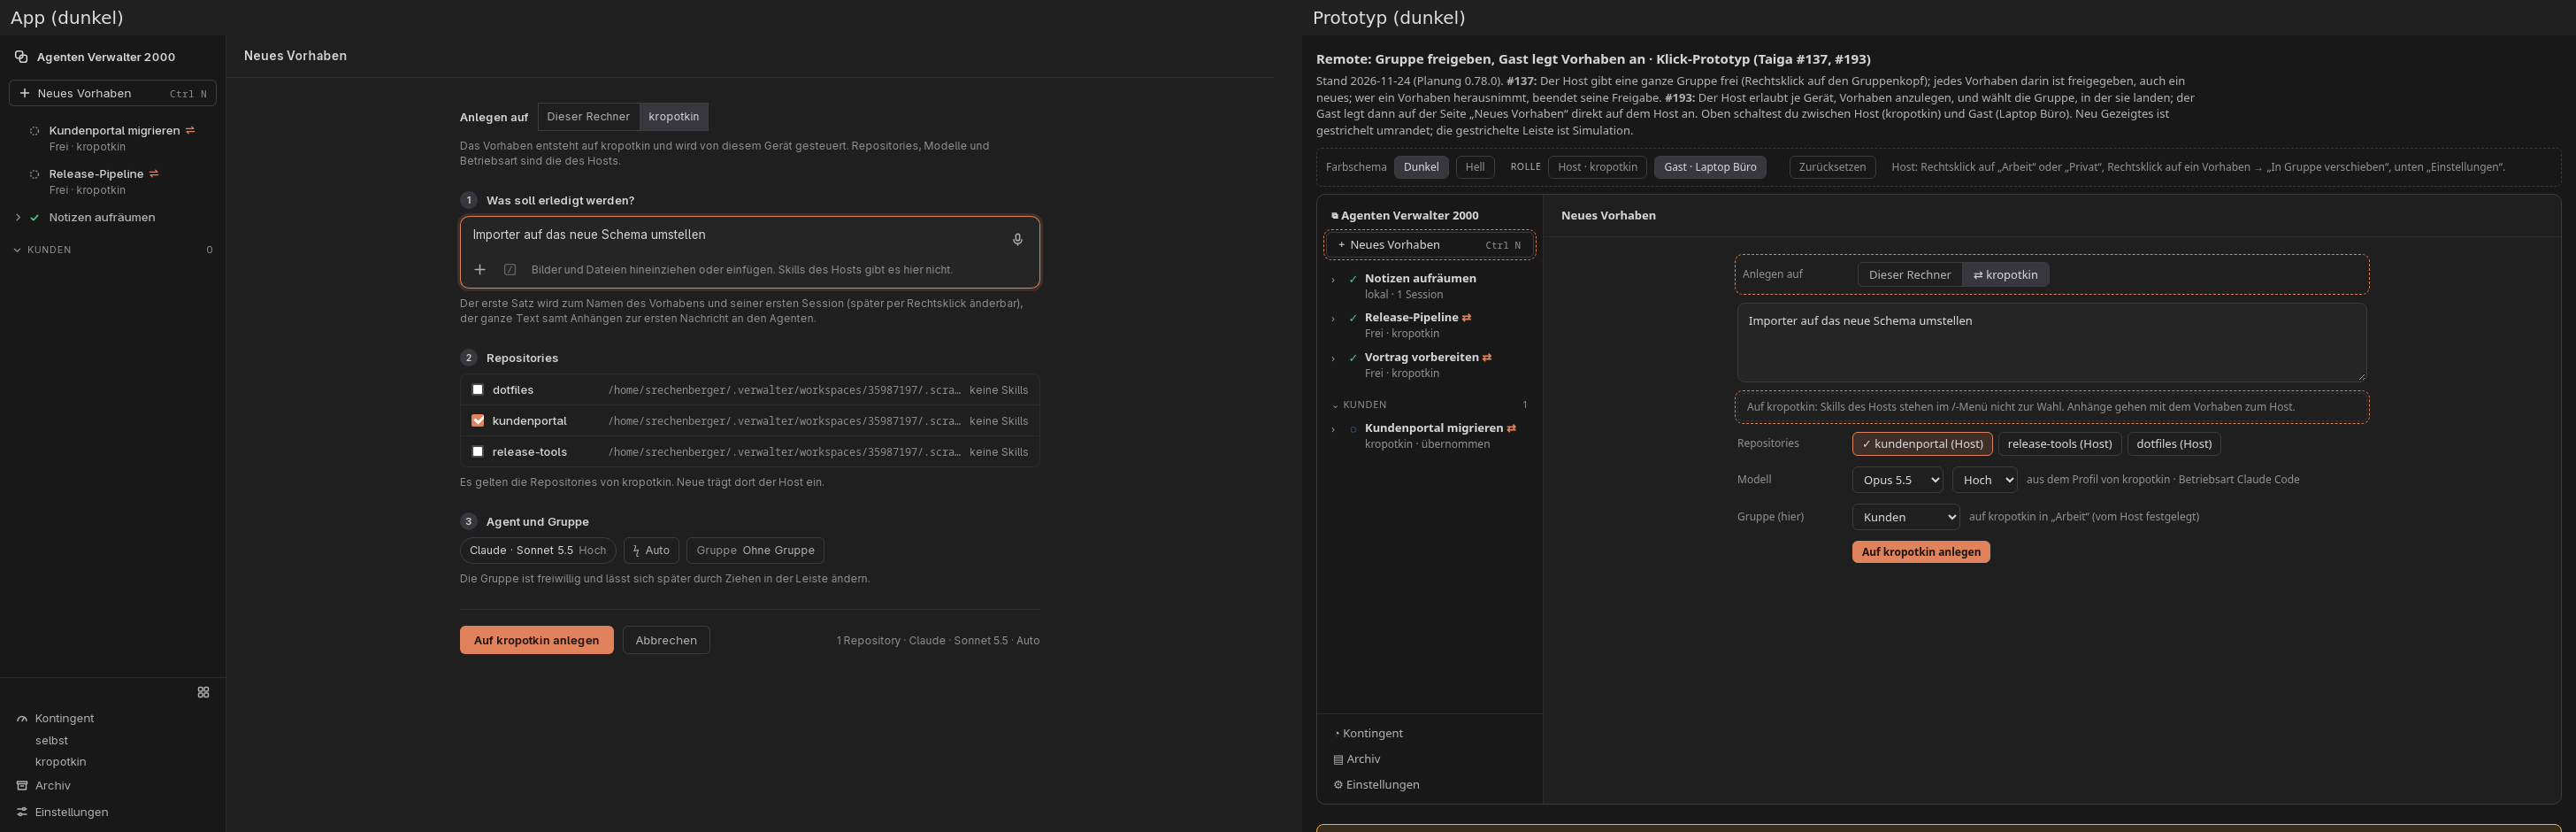 App (dunkel)
Agenten Verwalter 2000
Neues Vorhaben Ctrl N
Kundenportal migrieren ⇄
Frei · kropotkin
Release-Pipeline ⇄
Frei · kropotkin
Notizen aufräumen
KUNDEN 0
Kontingent
selbst
kropotkin
Archiv
Einstellungen
Neues Vorhaben
Anlegen auf Dieser Rechner kropotkin
Das Vorhaben entsteht auf kropotkin und wird von diesem Gerät gesteuert. Repositories, Modelle und
Betriebsart sind die des Hosts.
1 Was soll erledigt werden?
Importer auf das neue Schema umstellen
Bilder und Dateien hineinziehen oder einfügen. Skills des Hosts gibt es hier nicht.
Der erste Satz wird zum Namen des Vorhabens und seiner ersten Session (später per Rechtsklick änderbar),
der ganze Text samt Anhängen zur ersten Nachricht an den Agenten.
2 Repositories
dotfiles /home/srechenberger/.verwalter/workspaces/35987197/.scra… keine Skills
kundenportal /home/srechenberger/.verwalter/workspaces/35987197/.scra… keine Skills
release-tools /home/srechenberger/.verwalter/workspaces/35987197/.scra… keine Skills
Es gelten die Repositories von kropotkin. Neue trägt dort der Host ein.
3 Agent und Gruppe
Claude · Sonnet 5.5 Hoch Auto Gruppe Ohne Gruppe
Die Gruppe ist freiwillig und lässt sich später durch Ziehen in der Leiste ändern.
Auf kropotkin anlegen Abbrechen 1 Repository · Claude · Sonnet 5.5 · Auto
Prototyp (dunkel)
Remote: Gruppe freigeben, Gast legt Vorhaben an · Klick-Prototyp (Taiga #137, #193)
Stand 2026-11-24 (Planung 0.78.0). #137: Der Host gibt eine ganze Gruppe frei (Rechtsklick auf den Gruppenkopf); jedes Vorhaben darin ist freigegeben, auch ein
neues; wer ein Vorhaben herausnimmt, beendet seine Freigabe. #193: Der Host erlaubt je Gerät, Vorhaben anzulegen, und wählt die Gruppe, in der sie landen; der
Gast legt dann auf der Seite „Neues Vorhaben“ direkt auf dem Host an. Oben schaltest du zwischen Host (kropotkin) und Gast (Laptop Büro). Neu Gezeigtes ist
gestrichelt umrandet; die gestrichelte Leiste ist Simulation.
Farbschema Dunkel Hell ROLLE Host · kropotkin Gast · Laptop Büro Zurücksetzen Host: Rechtsklick auf „Arbeit“ oder „Privat“, Rechtsklick auf ein Vorhaben → „In Gruppe verschieben“, unten „Einstellungen“.
Agenten Verwalter 2000
+ Neues Vorhaben Ctrl N
✓ Notizen aufräumen
lokal · 1 Session
✓ Release-Pipeline ⇄
Frei · kropotkin
✓ Vortrag vorbereiten ⇄
Frei · kropotkin
KUNDEN 1
Kundenportal migrieren ⇄
kropotkin · übernommen
Kontingent
Archiv
Einstellungen
Neues Vorhaben
Anlegen auf Dieser Rechner ⇄ kropotkin
Importer auf das neue Schema umstellen
Auf kropotkin: Skills des Hosts stehen im /-Menü nicht zur Wahl. Anhänge gehen mit dem Vorhaben zum Host.
Repositories ✓ kundenportal (Host) release-tools (Host) dotfiles (Host)
Modell Opus 5.5 Hoch aus dem Profil von kropotkin · Betriebsart Claude Code
Gruppe (hier) Kunden auf kropotkin in „Arbeit“ (vom Host festgelegt)
Auf kropotkin anlegen